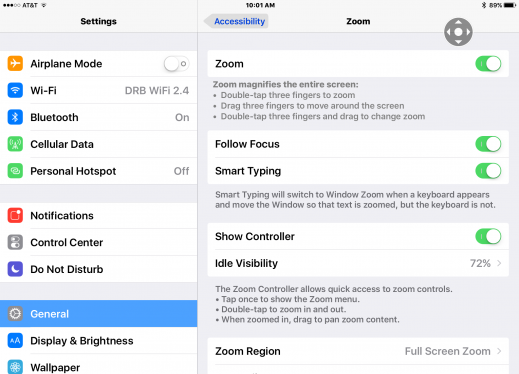 AT&T 10:01 AM 89%
Settings
Accessibility Zoom
Airplane Mode
Wi-Fi DRB WiFi 2.4
Bluetooth On
Cellular Data
Personal Hotspot Off
Notifications
Control Center
Do Not Disturb
General
Display & Brightness
Wallpaper
Zoom
Zoom magnifies the entire screen:
• Double-tap three fingers to zoom
• Drag three fingers to move around the screen
• Double-tap three fingers and drag to change zoom
Follow Focus
Smart Typing
Smart Typing will switch to Window Zoom when a keyboard appears
and move the Window so that text is zoomed, but the keyboard is not.
Show Controller
Idle Visibility 72%
The Zoom Controller allows quick access to zoom controls.
• Tap once to show the Zoom menu.
• Double-tap to zoom in and out.
• When zoomed in, drag to pan zoom content.
Zoom Region Full Screen Zoom